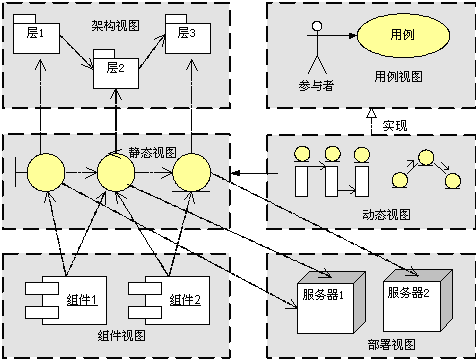 架构视图
层1
层2
层3
用例
参与者
用例视图
实现
静态视图
动态视图
组件1
组件2
组件视图
服务器1
服务器2
部署视图